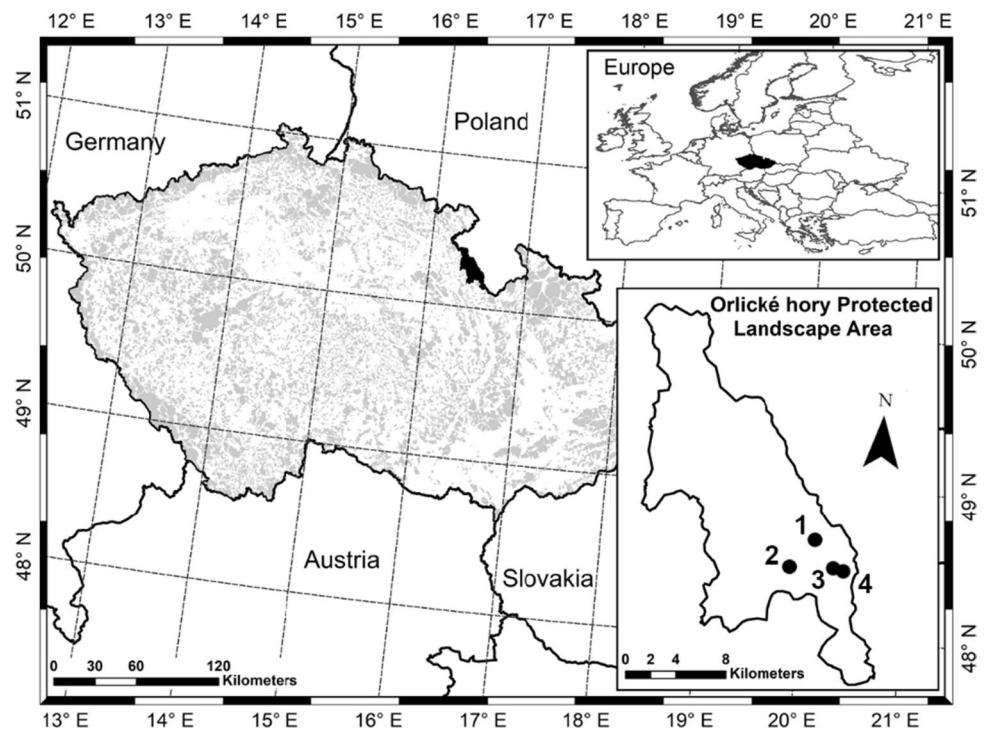 12° E 13° E 14° E 15° E 16° E 17° E 18° E 19° E 20° E 21° E
51° N
50° N
49° N
48° N
Germany
Poland
Austria
Slovakia
Europe
Orlické hory Protected
Landscape Area
N
1
2
3
4
0 2 4 8
Kilometers
0 30 60 120
Kilometers
51° N
50° N
49° N
48° N
13° E 14° E 15° E 16° E 17° E 18° E 19° E 20° E 21° E